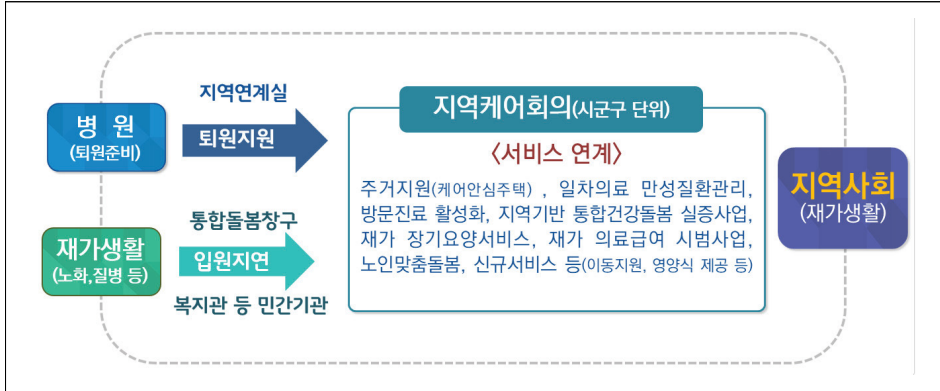 병 원
(퇴원준비)
지역연계실
퇴원지원
재가생활
(노화,질병 등)
통합돌봄창구
입원지연
복지관 등 민간기관
지역케어회의(시군구 단위)
<서비스 연계>
주거지원(케어안심주택) , 일차의료 만성질환관리,
방문진료 활성화, 지역기반 통합건강돌봄 실증사업,
재가 장기요양서비스, 재가 의료급여 시범사업,
노인맞춤돌봄, 신규서비스 등(이동지원, 영양식 제공 등)
지역사회
(재가생활)